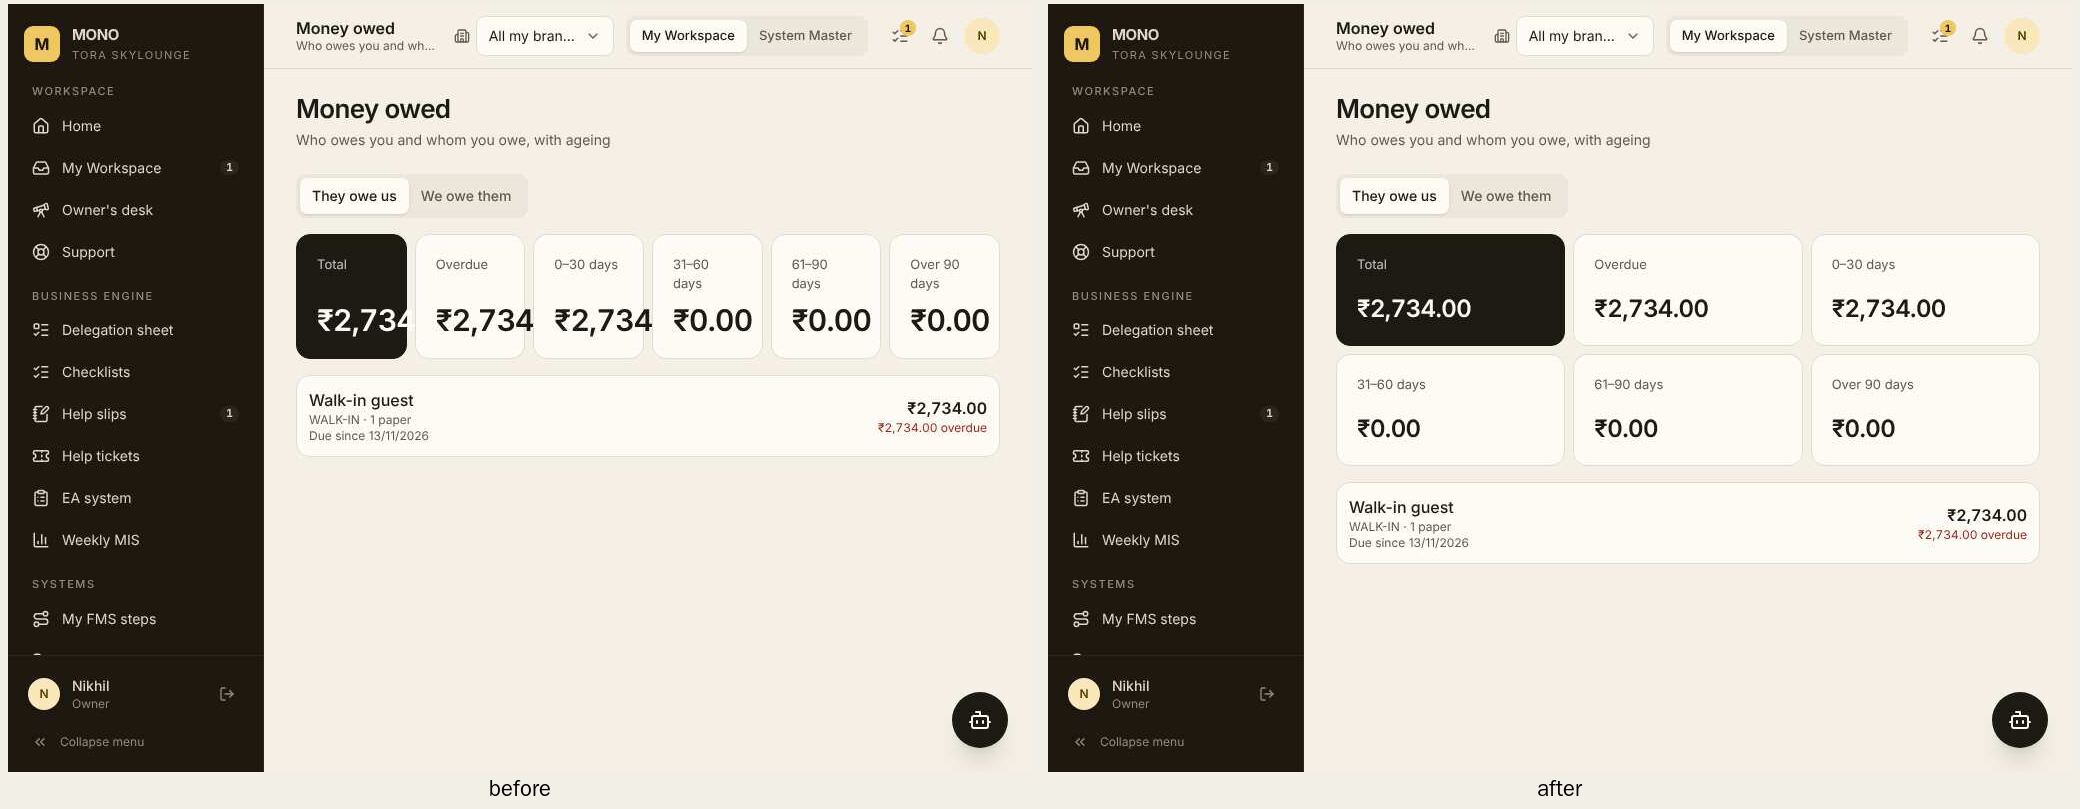 M
MONO
TORA SKYLOUNGE
WORKSPACE
Home
My Workspace 1
Owner's desk
Support
BUSINESS ENGINE
Delegation sheet
Checklists
Help slips 1
Help tickets
EA system
Weekly MIS
SYSTEMS
My FMS steps
N
Nikhil
Owner
Collapse menu
Money owed
Who owes you and wh...
All my bran...
My Workspace System Master
1
N
Money owed
Who owes you and whom you owe, with ageing
They owe us We owe them
Total
₹2,734
Overdue
₹2,734
0–30 days
₹2,734
31–60
days
₹0.00
61–90
days
₹0.00
Over 90
days
₹0.00
Walk-in guest
WALK-IN · 1 paper
Due since 13/11/2026
₹2,734.00
₹2,734.00 overdue
before
M
MONO
TORA SKYLOUNGE
WORKSPACE
Home
My Workspace 1
Owner's desk
Support
BUSINESS ENGINE
Delegation sheet
Checklists
Help slips 1
Help tickets
EA system
Weekly MIS
SYSTEMS
My FMS steps
N
Nikhil
Owner
Collapse menu
Money owed
Who owes you and wh...
All my bran...
My Workspace System Master
1
N
Money owed
Who owes you and whom you owe, with ageing
They owe us We owe them
Total
₹2,734.00
Overdue
₹2,734.00
0–30 days
₹2,734.00
31–60 days
₹0.00
61–90 days
₹0.00
Over 90 days
₹0.00
Walk-in guest
WALK-IN · 1 paper
Due since 13/11/2026
₹2,734.00
₹2,734.00 overdue
after